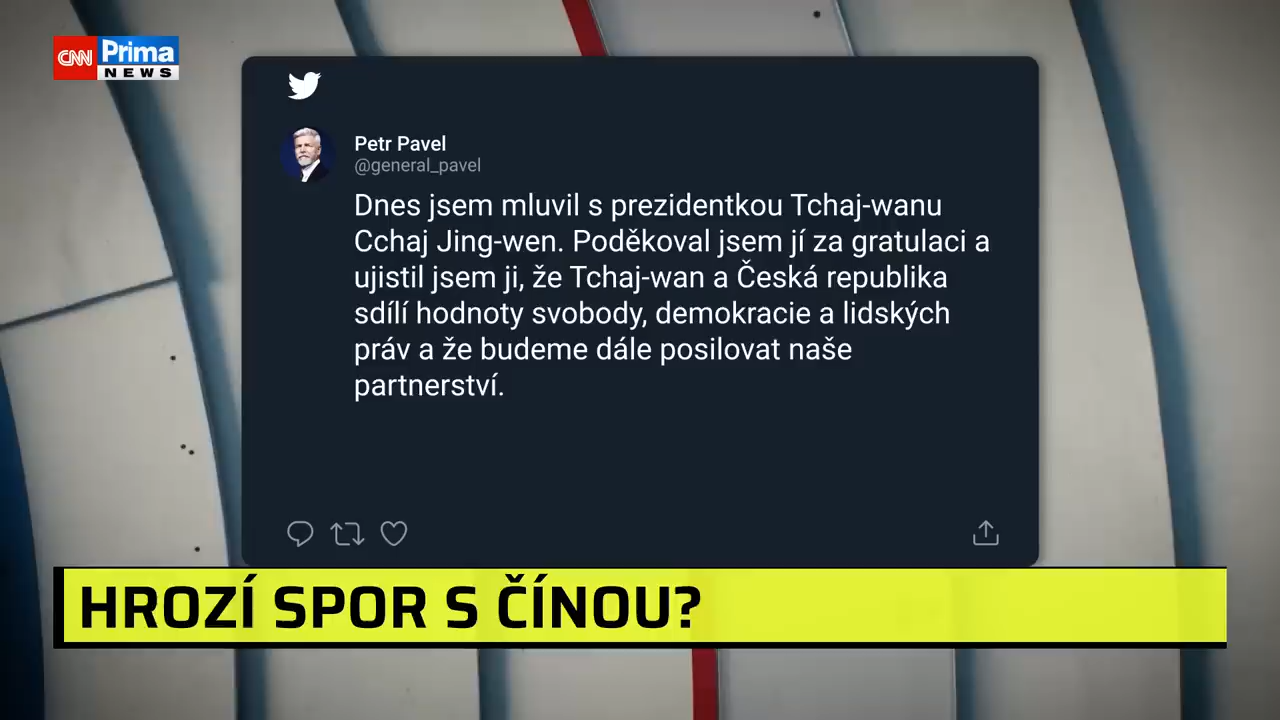 CNN Prima
NEWS
Petr Pavel
@general_pavel
Dnes jsem mluvil s prezidentkou Tchaj-wanu
Cchaj Jing-wen. Poděkoval jsem jí za gratulaci a
ujistil jsem ji, že Tchaj-wan a Česká republika
sdílí hodnoty svobody, demokracie a lidských
práv a že budeme dále posilovat naše
partnerství.
HROZÍ SPOR S ČÍNOU?